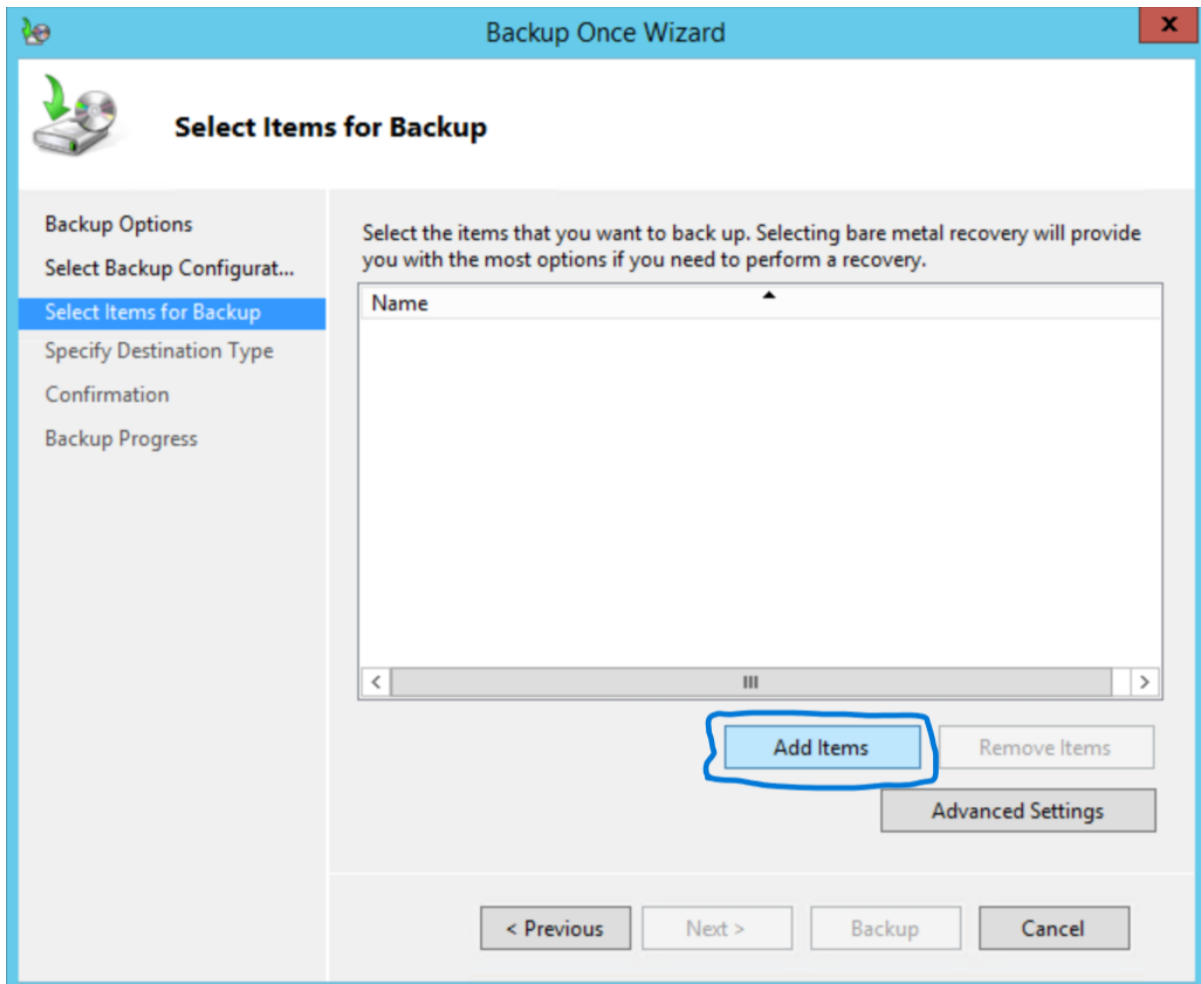 Backup Once Wizard
x
Select Items for Backup
Backup Options
Select Backup Configurat...
Select Items for Backup
Specify Destination Type
Confirmation
Backup Progress
Select the items that you want to back up. Selecting bare metal recovery will provide
you with the most options if you need to perform a recovery.
Name
Add Items
Remove Items
Advanced Settings
< Previous
Next >
Backup
Cancel